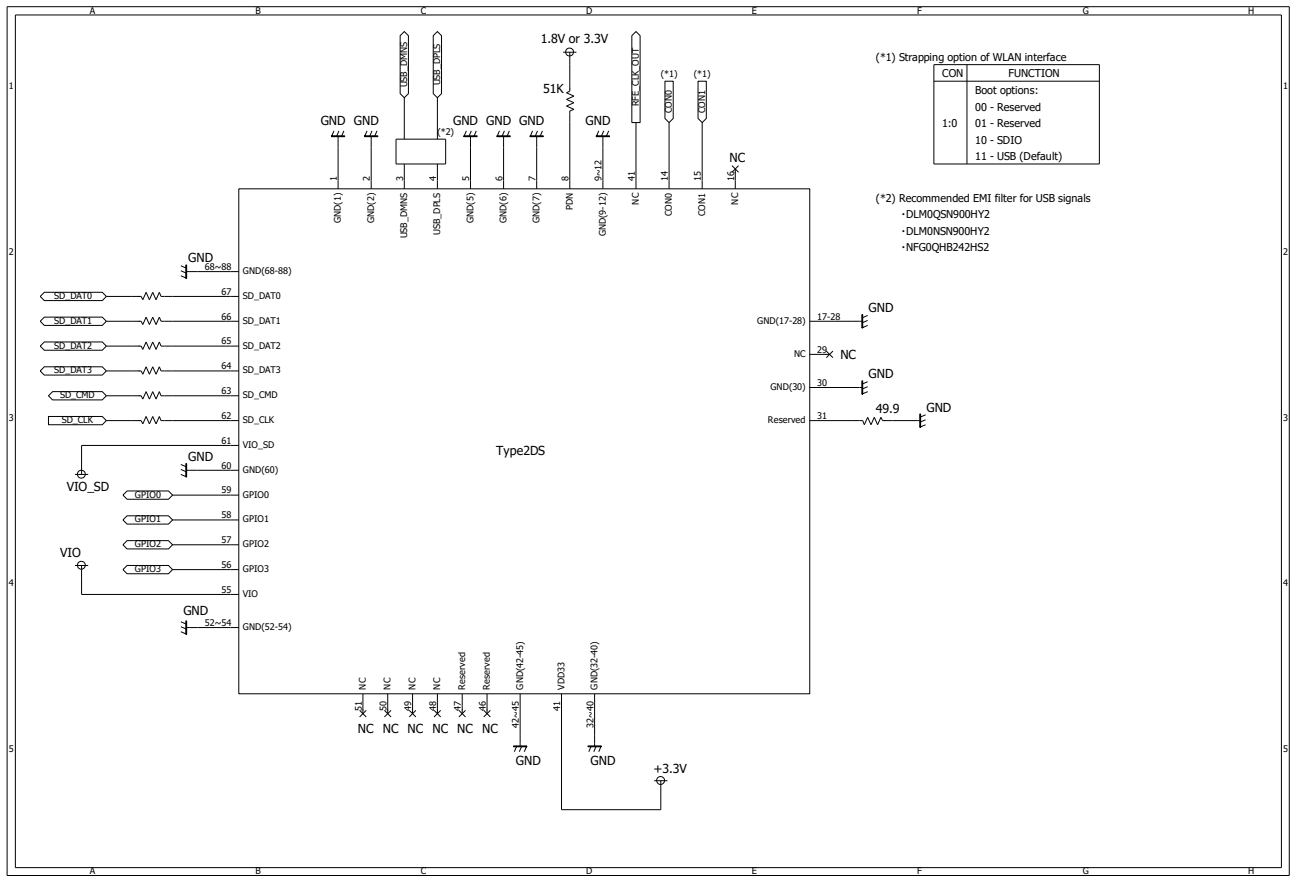 A B C D E F G H
1
2
3
4
5
1
2
3
4
5
USB_DMNS
USB_DPLS
1.8V or 3.3V
51K
RFE_CLK_OUT
(*1)
CON0
(*1)
CON1
GND
GND
(*2)
GND
GND
GND
GND
NC
1
2
3
4
5
6
7
8
9~12
41
14
15
16
GND(1)
GND(2)
USB_DMNS
USB_DPLS
GND(5)
GND(6)
GND(7)
PDN
GND(9-12)
NC
CON0
CON1
NC
(*1) Strapping option of WLAN interface
CON FUNCTION
1:0
Boot options:
00 - Reserved
01 - Reserved
10 - SDIO
11 - USB (Default)
(*2) Recommended EMI filter for USB signals
・DLM0QSN900HY2
・DLM0NSN900HY2
・NFG0QHB242HS2
GND
68~88 GND(68-88)
SD_DAT0 67 SD_DAT0
SD_DAT1 66 SD_DAT1
SD_DAT2 65 SD_DAT2
SD_DAT3 64 SD_DAT3
SD_CMD 63 SD_CMD
SD_CLK 62 SD_CLK
61 VIO_SD
VIO_SD
GND
60 GND(60)
GPIO0 59 GPIO0
GPIO1 58 GPIO1
GPIO2 57 GPIO2
VIO
GPIO3 56 GPIO3
55 VIO
GND
52~54 GND(52-54)
Type2DS
GND(17-28) 17-28 GND
NC 29 NC
GND(30) 30 GND
Reserved 31 49.9 GND
NC
NC
NC
NC
Reserved
Reserved
GND(42-45)
VDD33
GND(32-40)
51
50
49
48
47
46
42~45
41
32~40
NC NC NC NC NC NC
GND
GND
+3.3V
A B C D E F G H